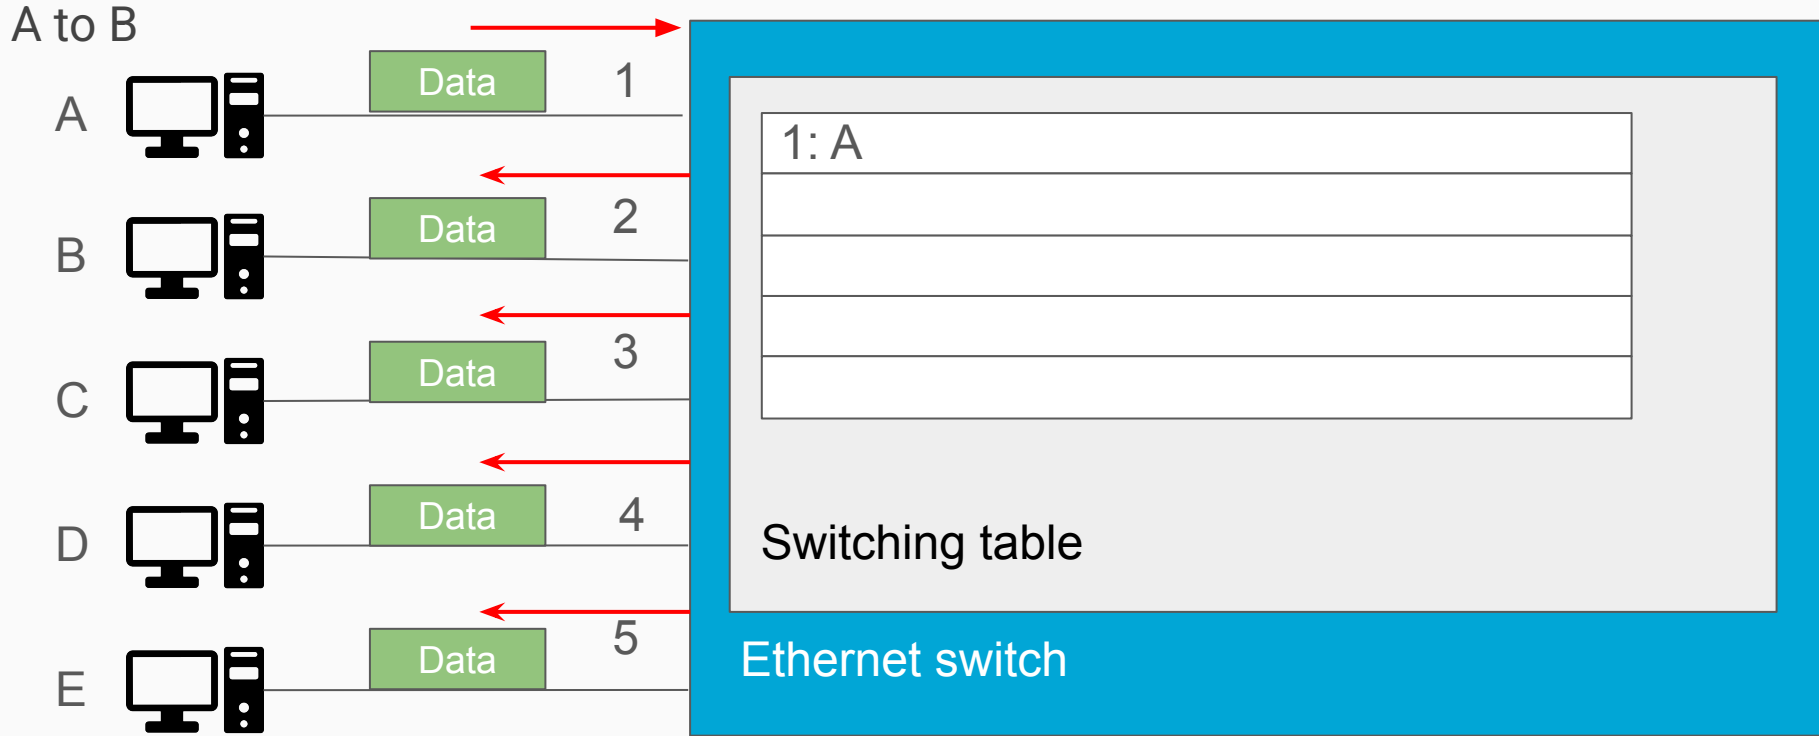 A to B
A
Data
1
1: A
B
Data
2
C
Data
3
D
Data
4
Switching table
E
Data
5
Ethernet switch